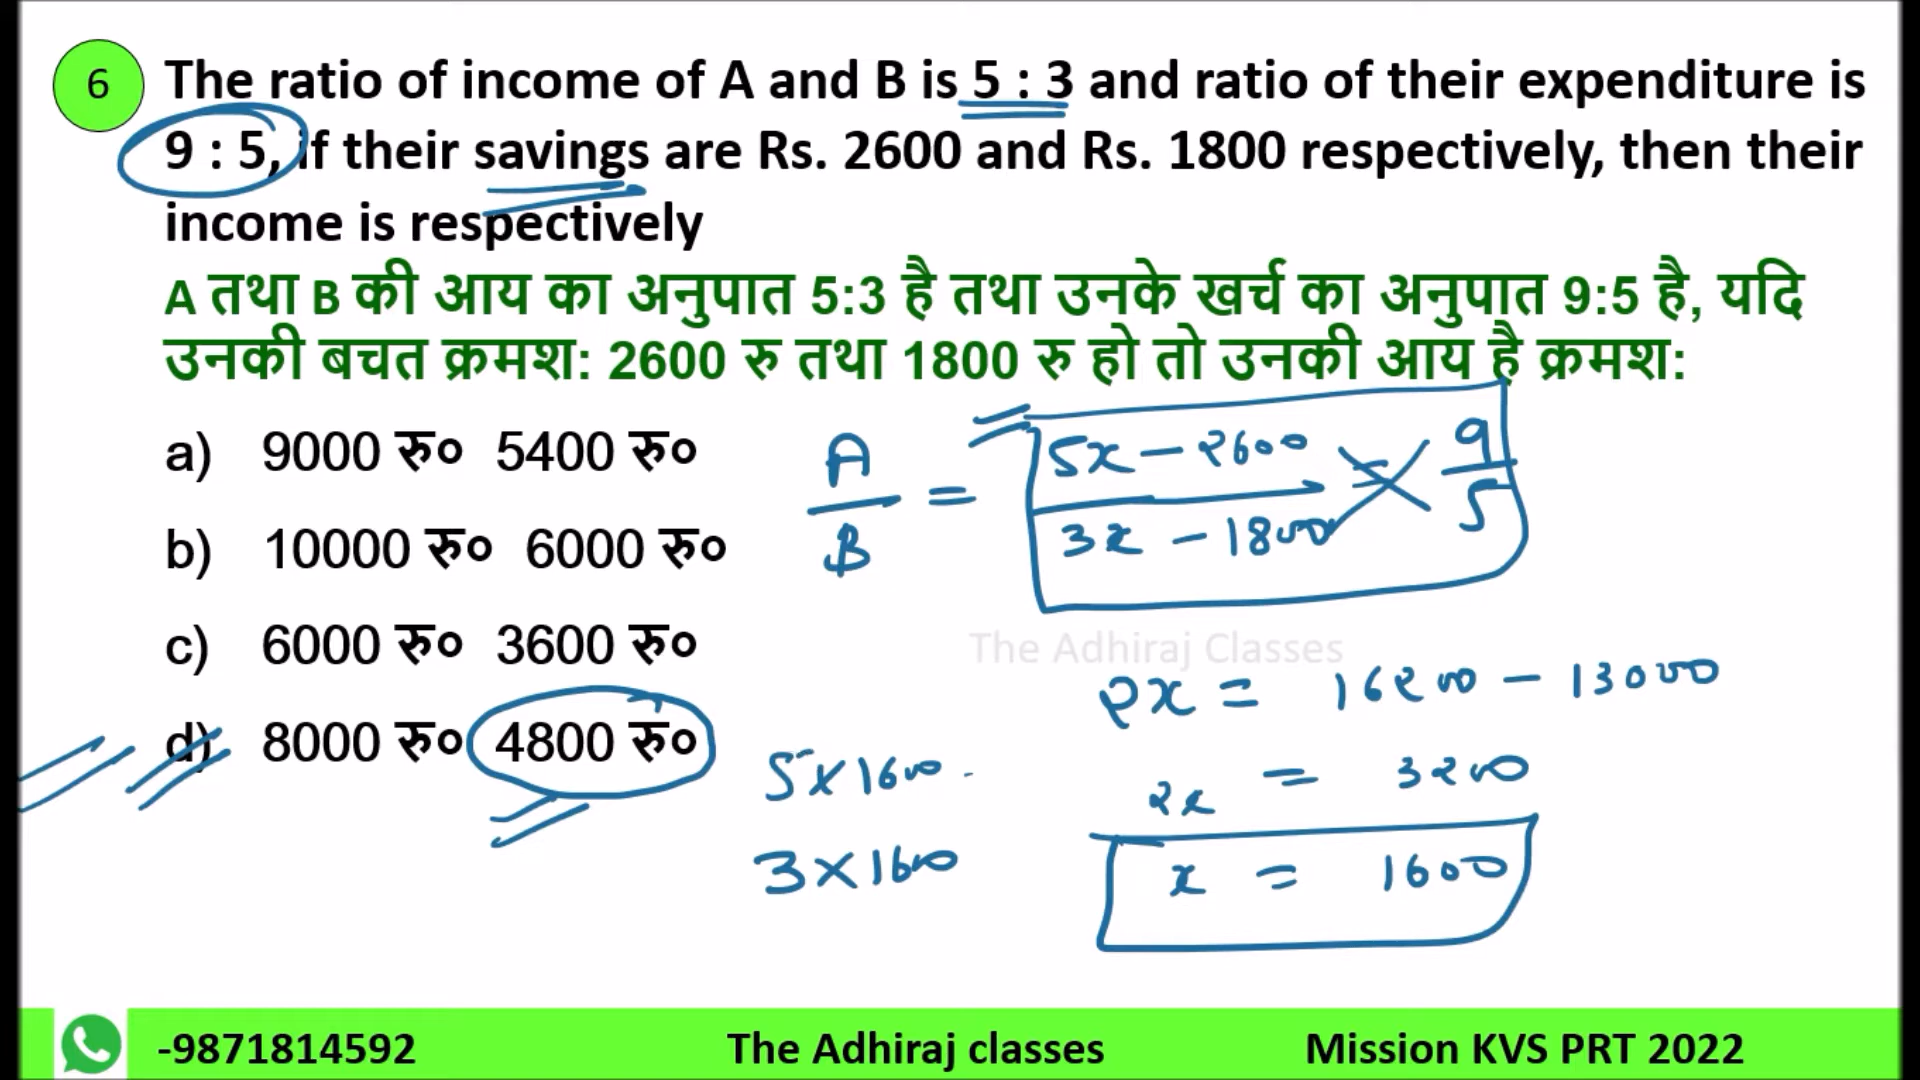 6
The ratio of income of A and B is 5 : 3 and ratio of their expenditure is
9 : 5, if their savings are Rs. 2600 and Rs. 1800 respectively, then their
income is respectively
A तथा B की आय का अनुपात 5:3 है तथा उनके खर्च का अनुपात 9:5 है, यदि
उनकी बचत क्रमश: 2600 रु तथा 1800 रु हो तो उनकी आय है क्रमश:
a) 9000 रु० 5400 रु०
b) 10000 रु० 6000 रु०
c) 6000 रु० 3600 रु०
d) 8000 रु० 4800 रु०
A
B
=
5x - 2600
3x - 1800
=
9
5
The Adhiraj Classes
2x = 16200 - 13000
2x = 3200
x = 1600
5 x 1600
3 x 1600
-9871814592 The Adhiraj classes Mission KVS PRT 2022